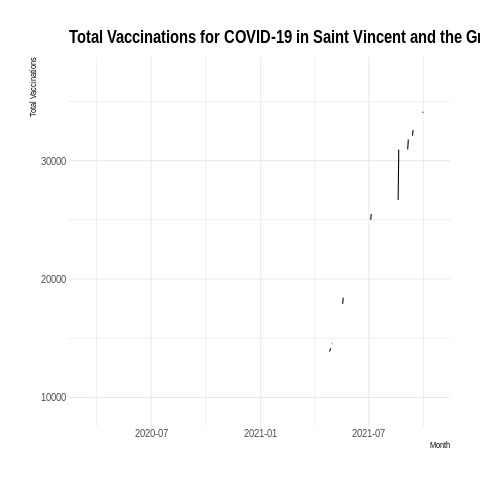 Total Vaccinations for COVID-19 in Saint Vincent and the Gr
Total Vaccinations
30000
20000
10000
2020-07
2021-01
2021-07
Month